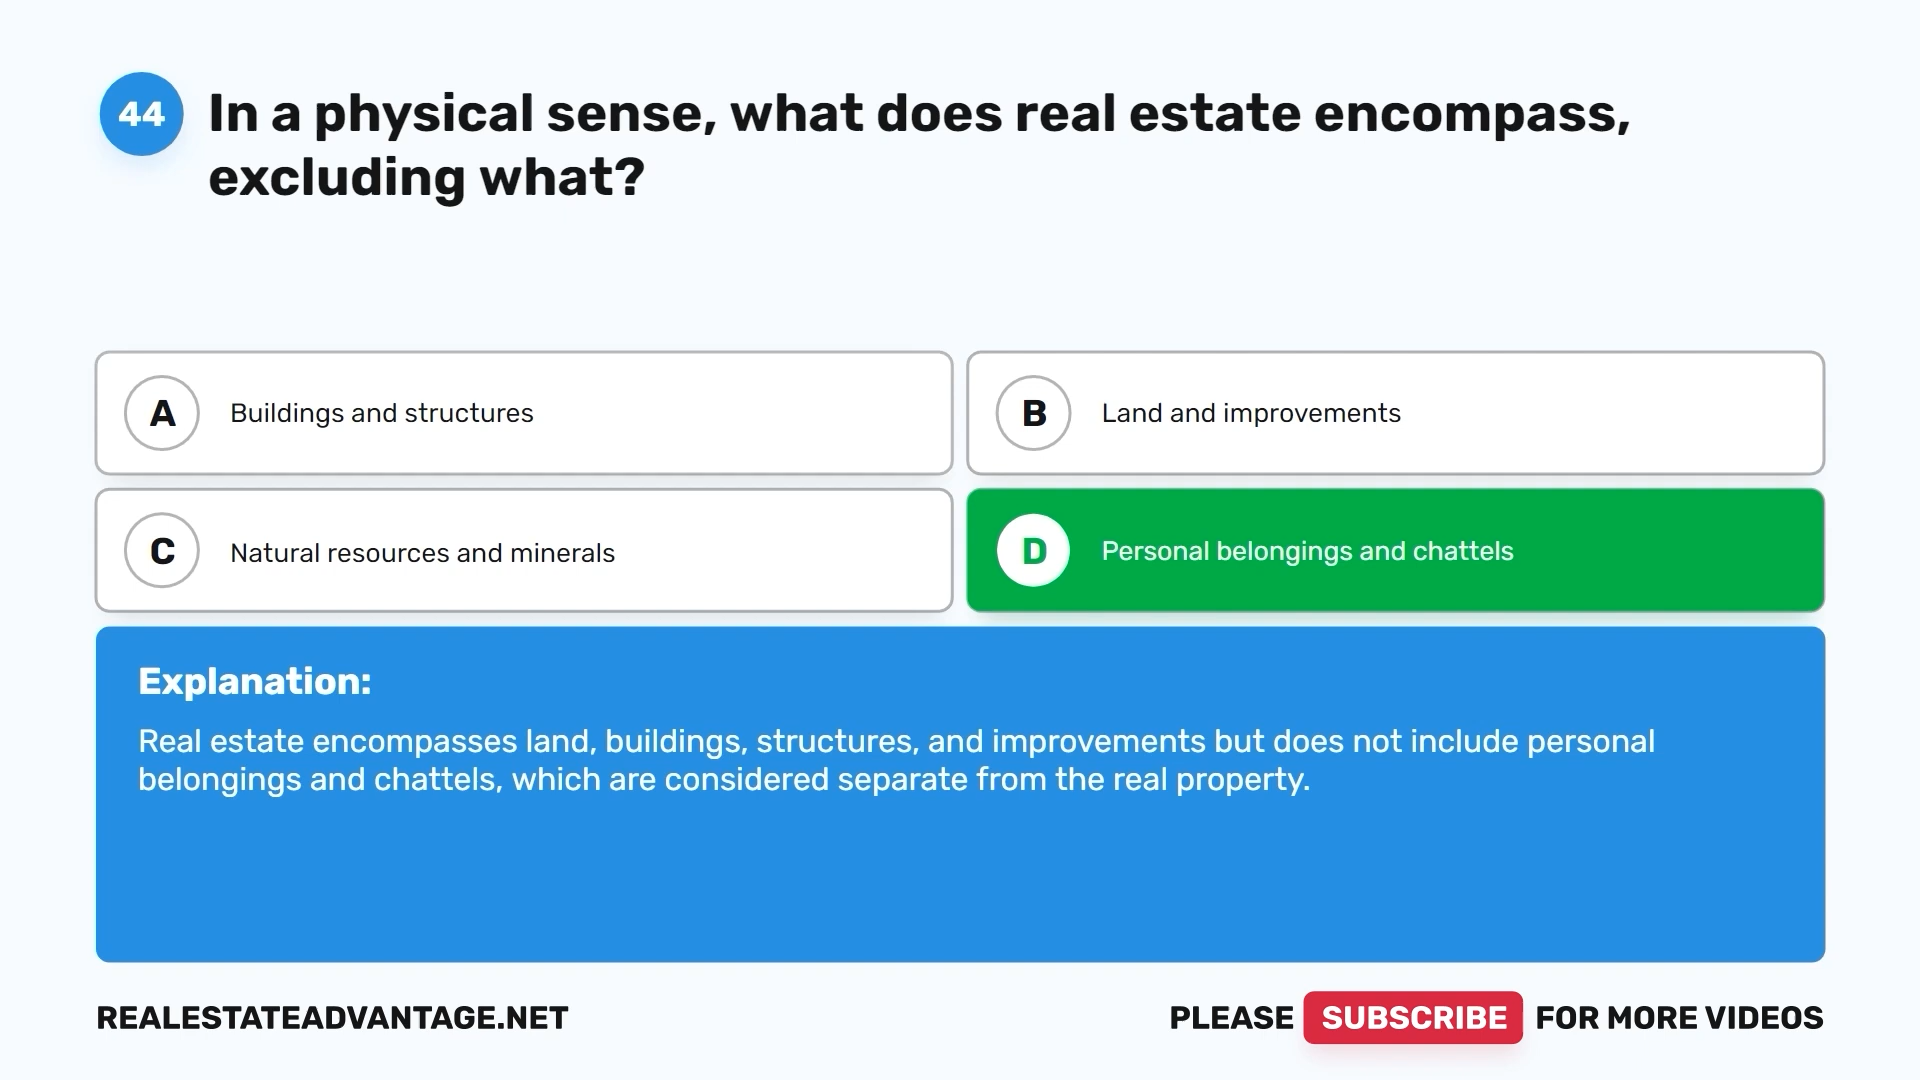 44
In a physical sense, what does real estate encompass,
excluding what?
A
Buildings and structures
B
Land and improvements
C
Natural resources and minerals
D
Personal belongings and chattels
Explanation:
Real estate encompasses land, buildings, structures, and improvements but does not include personal
belongings and chattels, which are considered separate from the real property.
REALESTATEADVANTAGE.NET
PLEASE SUBSCRIBE FOR MORE VIDEOS